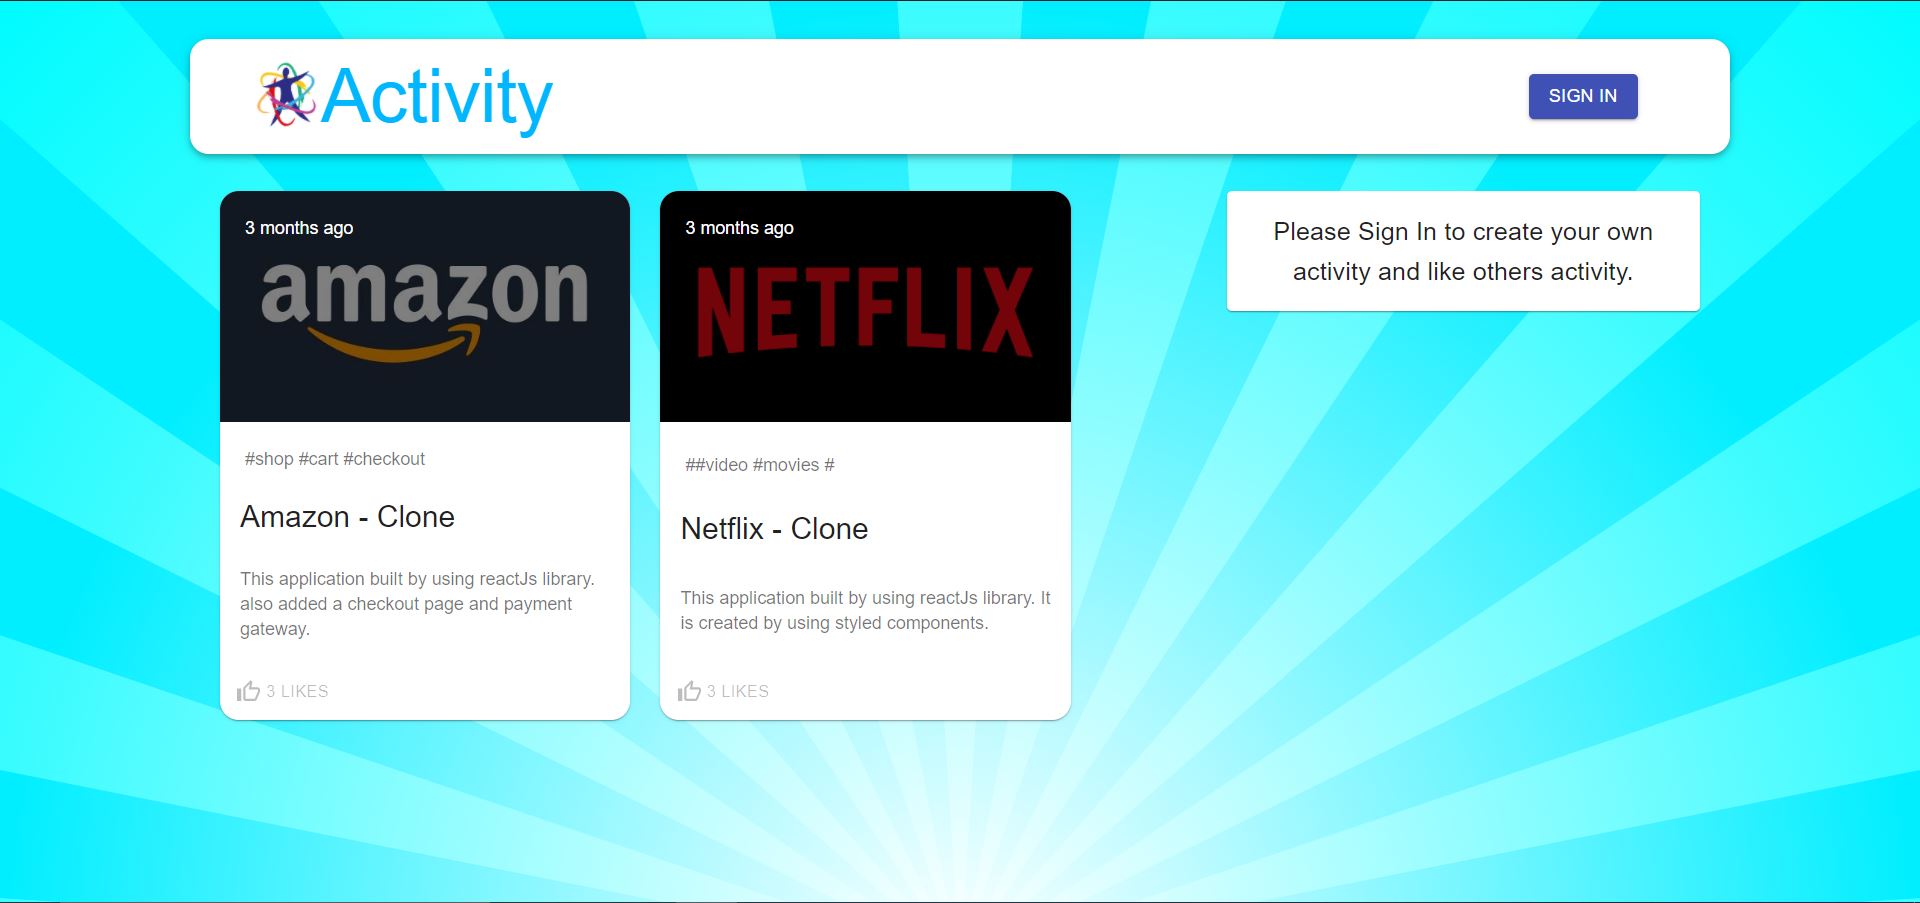 Activity
SIGN IN
3 months ago
amazon
#shop #cart #checkout
Amazon - Clone
This application built by using reactJs library.
also added a checkout page and payment
gateway.
3 LIKES
3 months ago
NETFLIX
##video #movies #
Netflix - Clone
This application built by using reactJs library. It
is created by using styled components.
3 LIKES
Please Sign In to create your own
activity and like others activity.